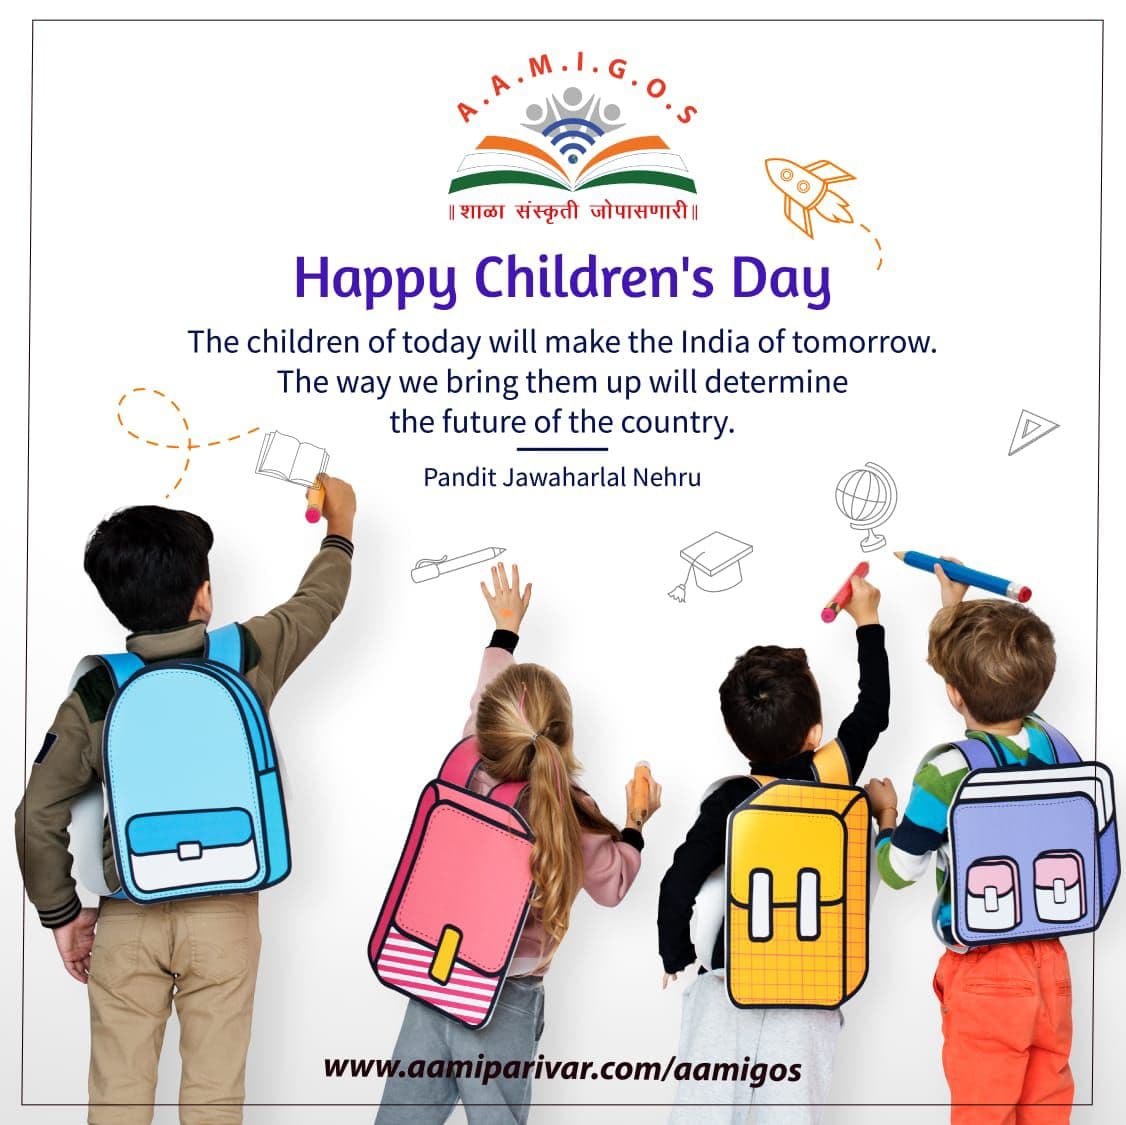 A.A.M.I.G.O.S
॥ शाळा संस्कृती जोपासणारी ॥
Happy Children's Day
The children of today will make the India of tomorrow.
The way we bring them up will determine
the future of the country.
Pandit Jawaharlal Nehru
www.aamiparivar.com/aamigos